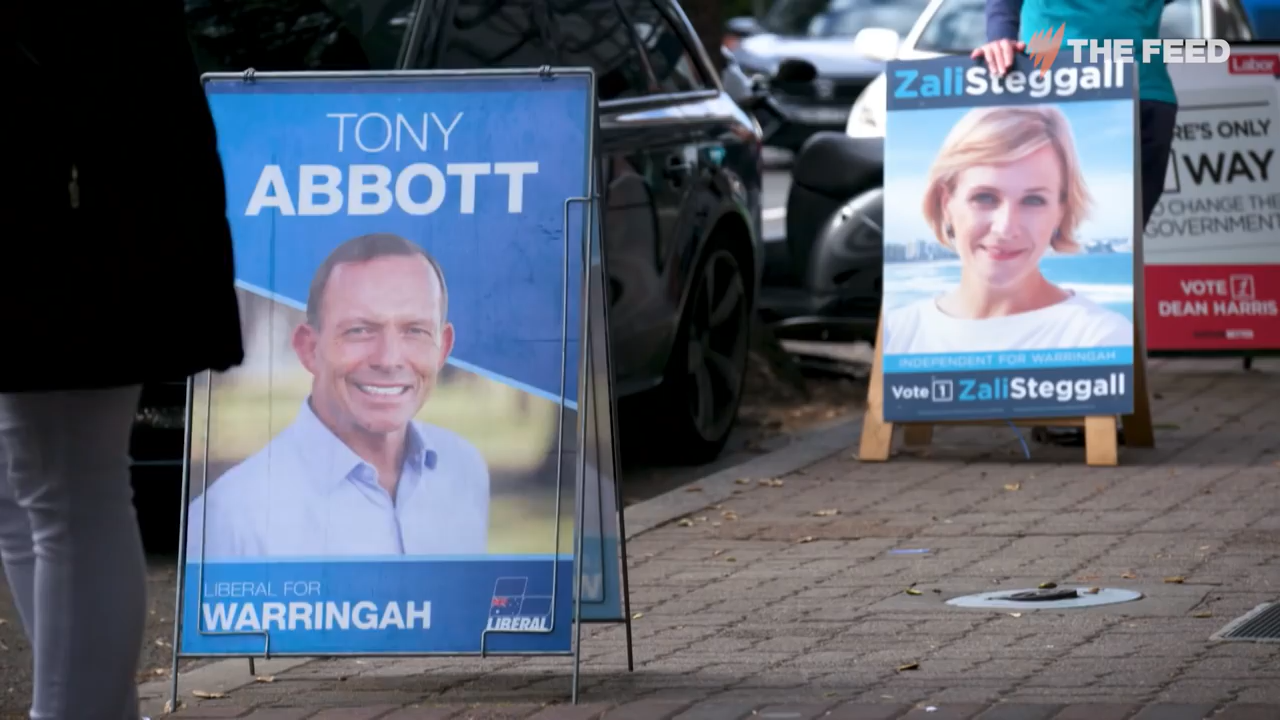 THE FEED
TONY
ABBOTT
LIBERAL FOR
WARRINGAH
LIBERAL
ZaliSteggall
INDEPENDENT FOR WARRINGAH
Vote 1 ZaliSteggall
Labor
RE'S ONLY
1 WAY
O CHANGE THE
GOVERNMENT
VOTE 1
DEAN HARRIS